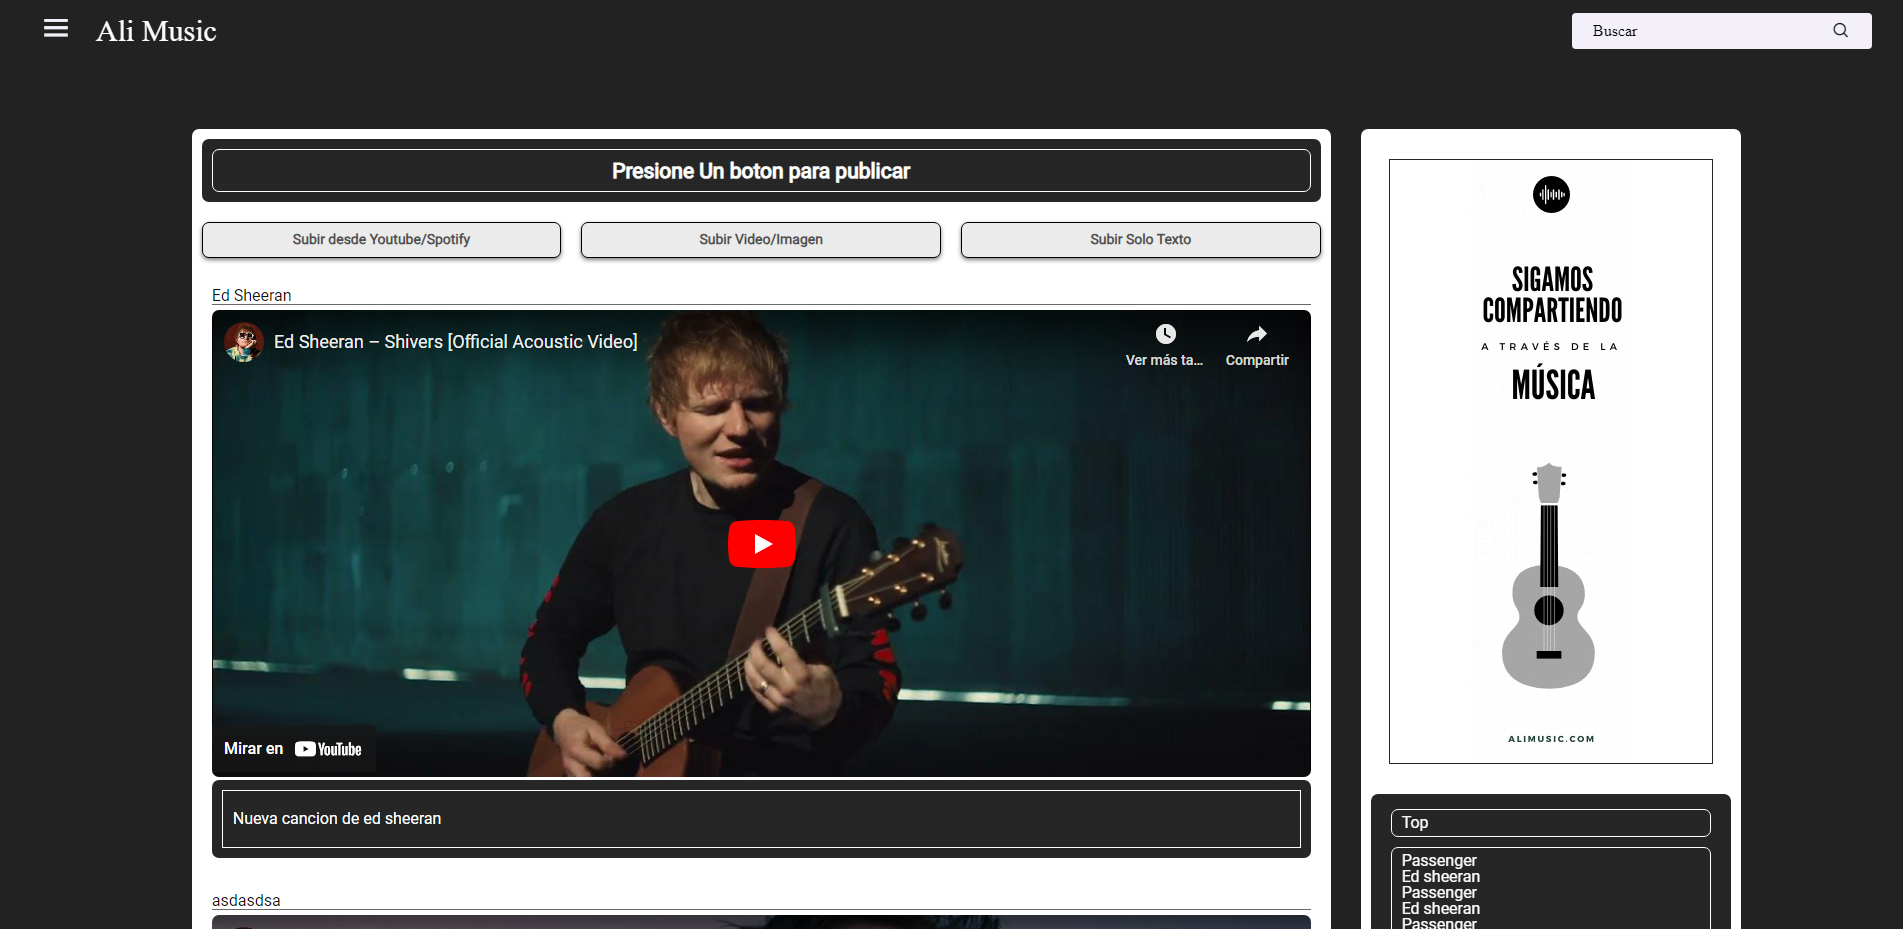 Ali Music
Buscar
Presione Un boton para publicar
Subir desde Youtube/Spotify
Subir Video/Imagen
Subir Solo Texto
Ed Sheeran
Ed Sheeran – Shivers [Official Acoustic Video]
Ver más ta...
Compartir
Mirar en YouTube
Nueva cancion de ed sheeran
asdasdsa
SIGAMOS
COMPARTIENDO
A TRAVÉS DE LA
MÚSICA
ALIMUSIC.COM
Top
Passenger
Ed sheeran
Passenger
Ed sheeran
Passenger